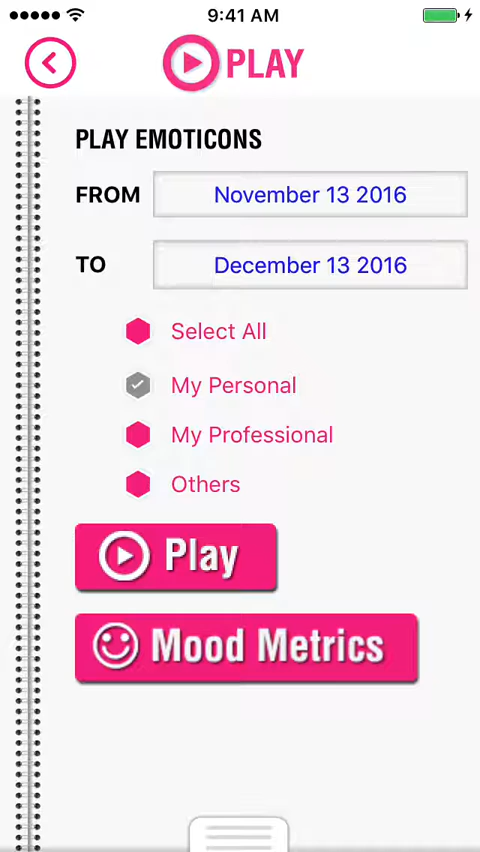 9:41 AM
PLAY
PLAY EMOTICONS
FROM November 13 2016
TO December 13 2016
Select All
My Personal
My Professional
Others
Play
Mood Metrics